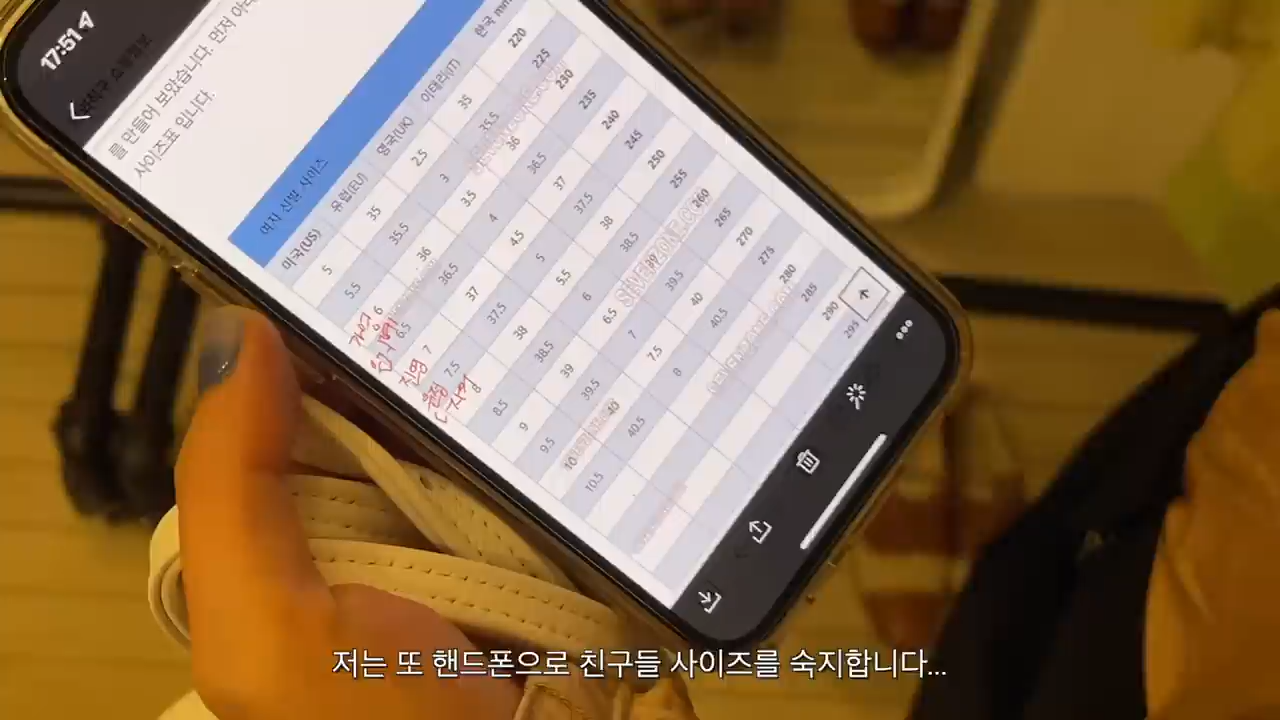 17:51
를 만들어 보았습니다. 먼저
사이즈표 입니다.
여자 신발 사이즈
미국(US) 유럽(EU) 영국(UK) 이태리(IT) 한국 mm
5 35 2.5 35 220
5.5 35.5 3 35.5 225
6 36 3.5 36 230
6.5 36.5 4 36.5 235
진영 7 37 4.5 37 240
7.5 37.5 5 37.5 245
8 38 5.5 38 250
8.5 38.5 6 38.5 255
9 39 6.5 39 260
9.5 39.5 7 39.5 265
10 40 7.5 40 270
10.5 40.5 8 40.5 275
280
285
290
295
저는 또 핸드폰으로 친구들 사이즈를 숙지합니다...